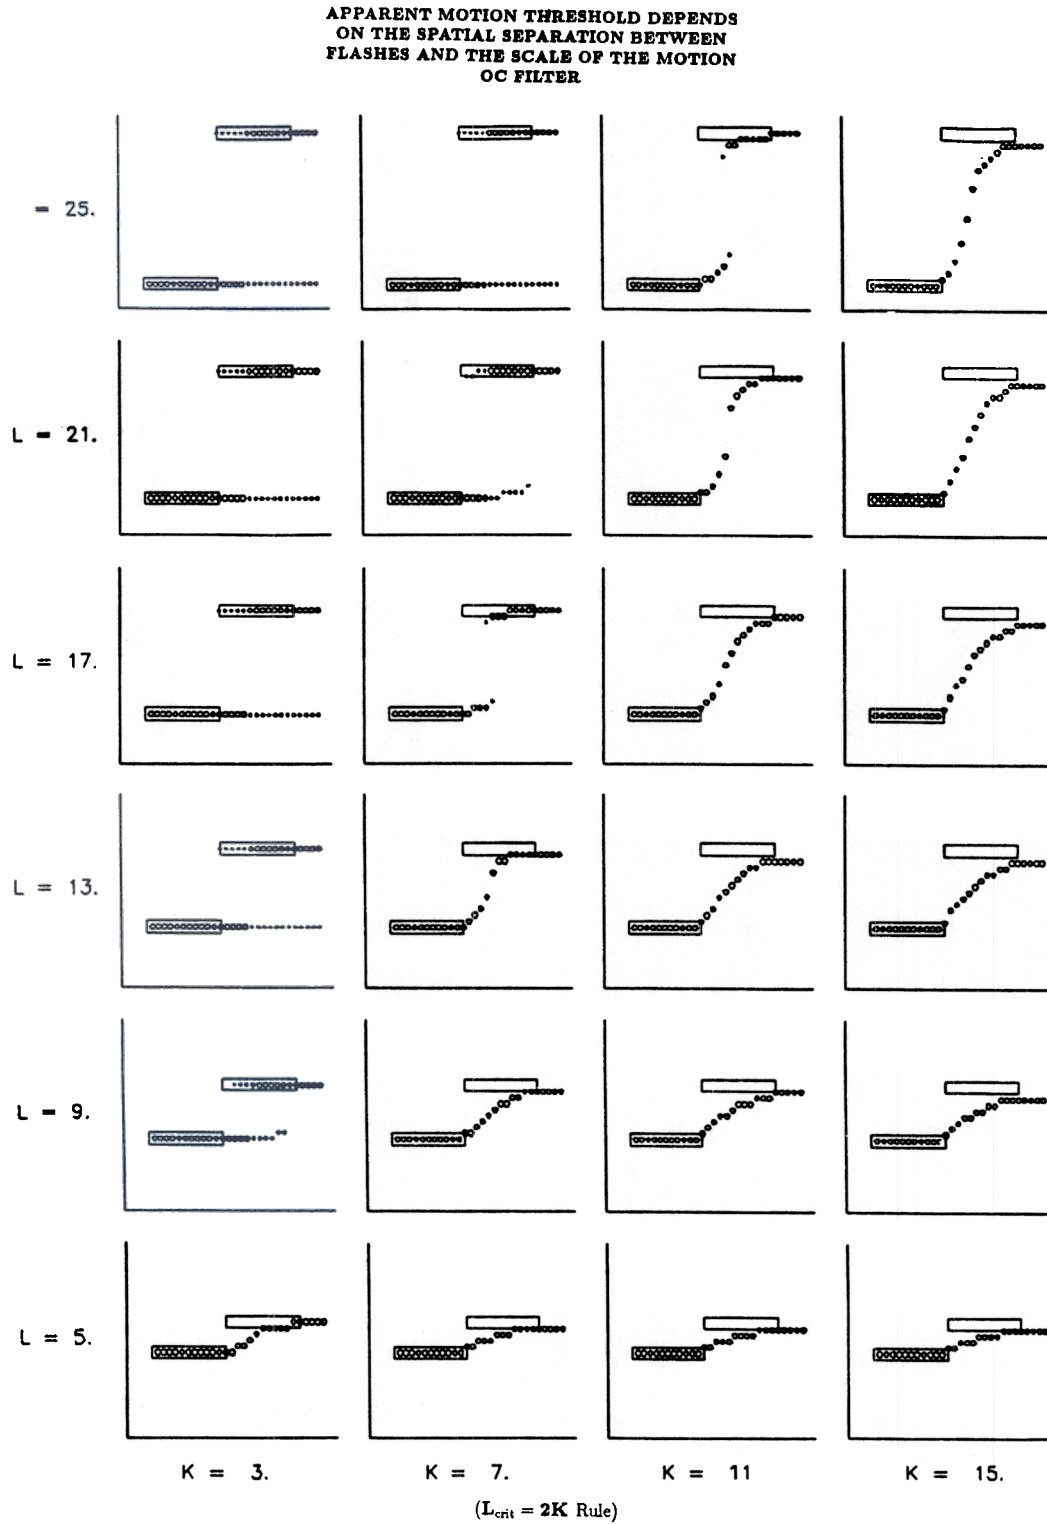 APPARENT MOTION THRESHOLD DEPENDS
ON THE SPATIAL SEPARATION BETWEEN
FLASHES AND THE SCALE OF THE MOTION
OC FILTER
= 25.
L = 21.
L = 17.
L = 13.
L = 9.
L = 5.
K = 3. K = 7. K = 11 K = 15.
(Lcrit = 2K Rule)